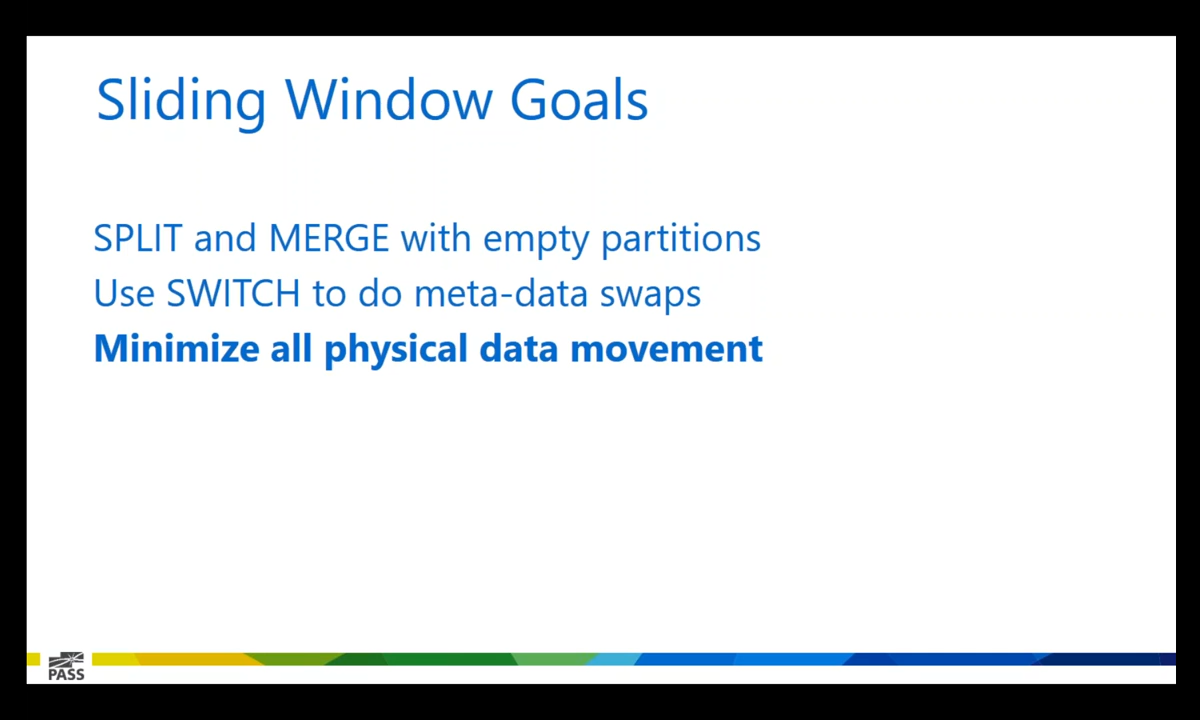 Sliding Window Goals
SPLIT and MERGE with empty partitions
Use SWITCH to do meta-data swaps
Minimize all physical data movement
PASS